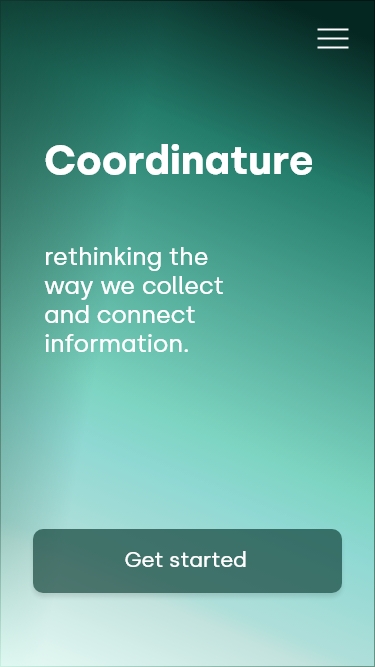 Coordinature
rethinking the
way we collect
and connect
information.
Get started